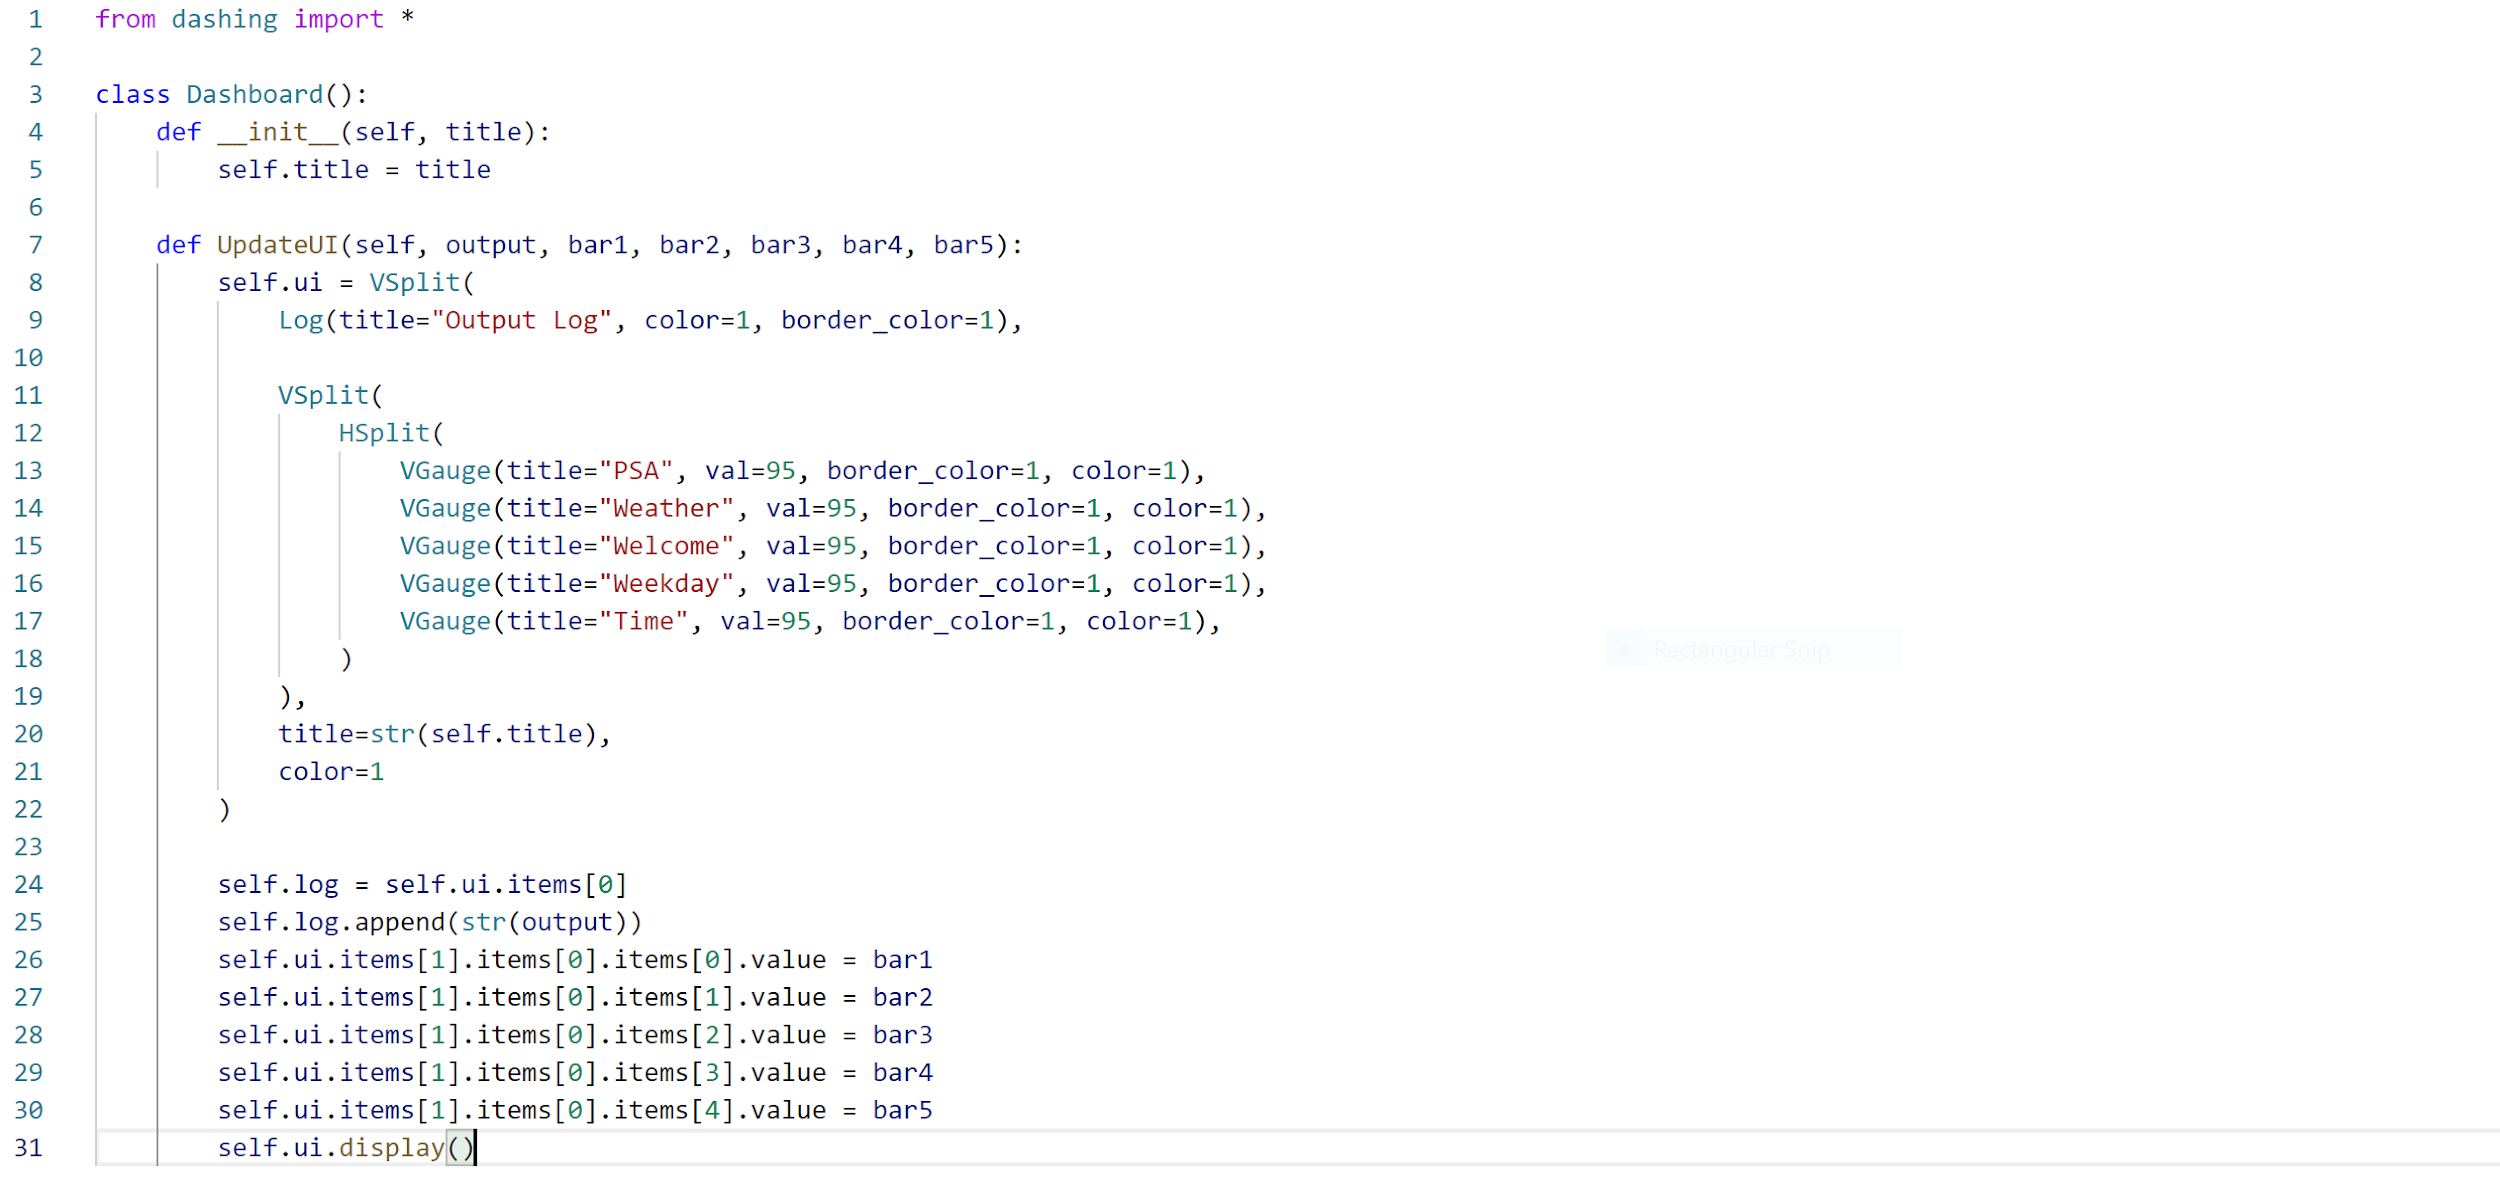 1 from dashing import *
2
3 class Dashboard():
4     def __init__(self, title):
5         self.title = title
6
7     def UpdateUI(self, output, bar1, bar2, bar3, bar4, bar5):
8         self.ui = VSplit(
9             Log(title="Output Log", color=1, border_color=1),
10
11             VSplit(
12                 HSplit(
13                     VGauge(title="PSA", val=95, border_color=1, color=1),
14                     VGauge(title="Weather", val=95, border_color=1, color=1),
15                     VGauge(title="Welcome", val=95, border_color=1, color=1),
16                     VGauge(title="Weekday", val=95, border_color=1, color=1),
17                     VGauge(title="Time", val=95, border_color=1, color=1),
Rectangular Snip
18                 )
19             ),
20             title=str(self.title),
21             color=1
22         )
23
24         self.log = self.ui.items[0]
25         self.log.append(str(output))
26         self.ui.items[1].items[0].items[0].value = bar1
27         self.ui.items[1].items[0].items[1].value = bar2
28         self.ui.items[1].items[0].items[2].value = bar3
29         self.ui.items[1].items[0].items[3].value = bar4
30         self.ui.items[1].items[0].items[4].value = bar5
31         self.ui.display()